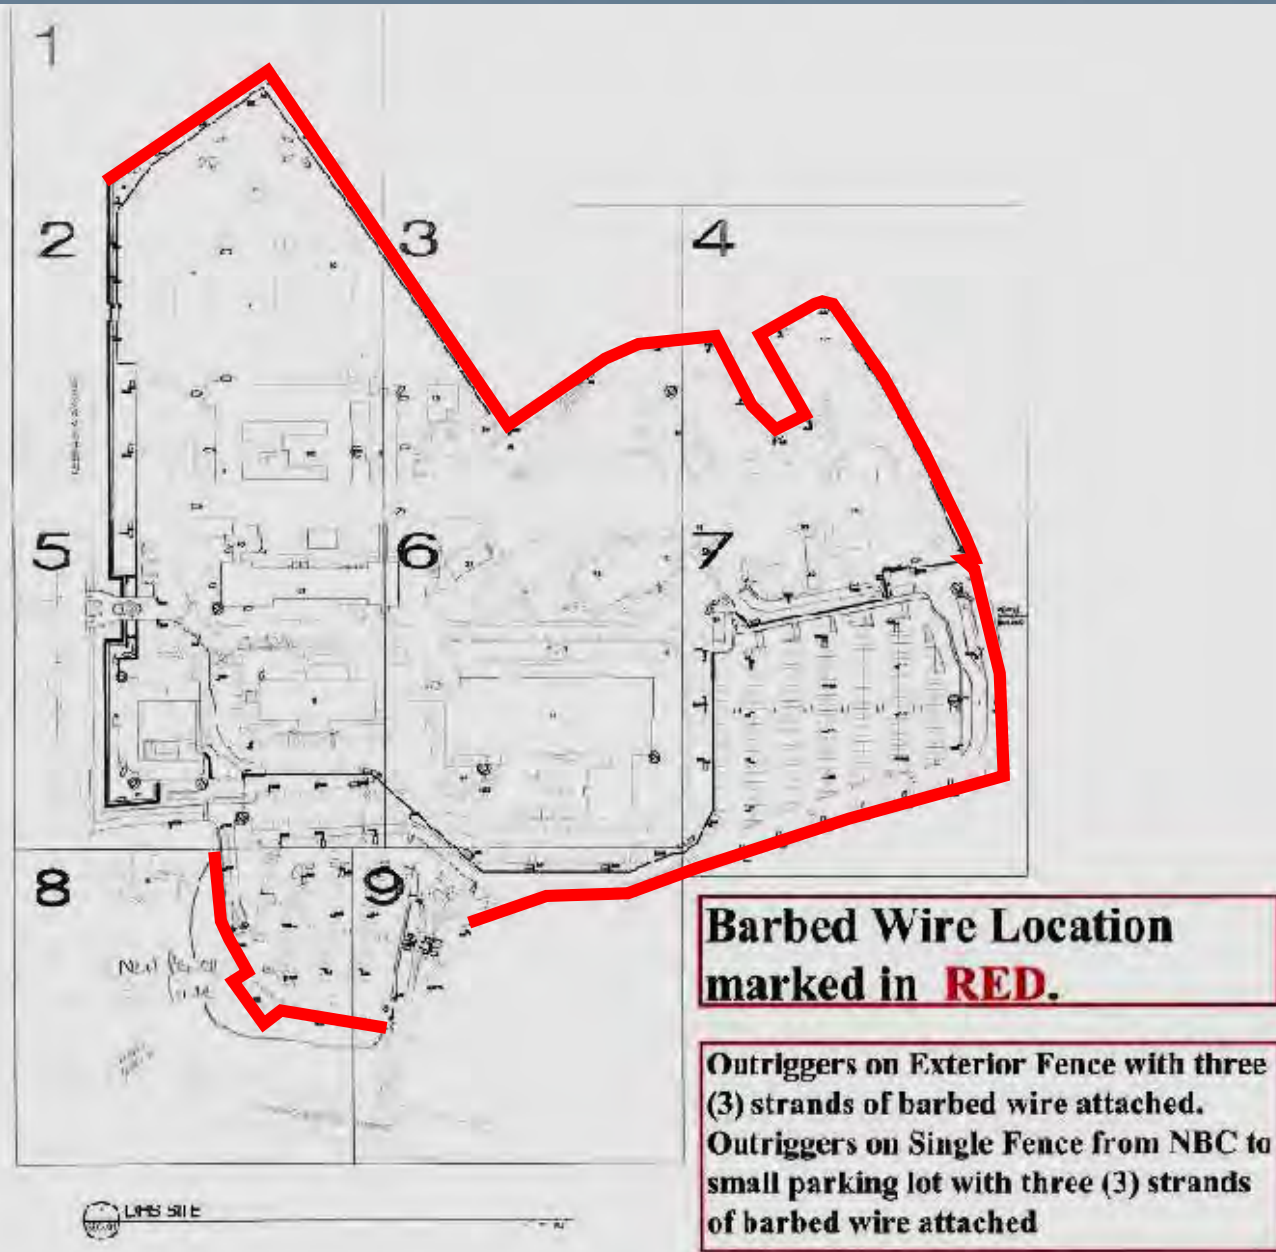 1
2
3
4
5
6
7
8
9
Barbed Wire Location
marked in RED.
Outriggers on Exterior Fence with three
(3) strands of barbed wire attached.
Outriggers on Single Fence from NBC to
small parking lot with three (3) strands
of barbed wire attached
SITE